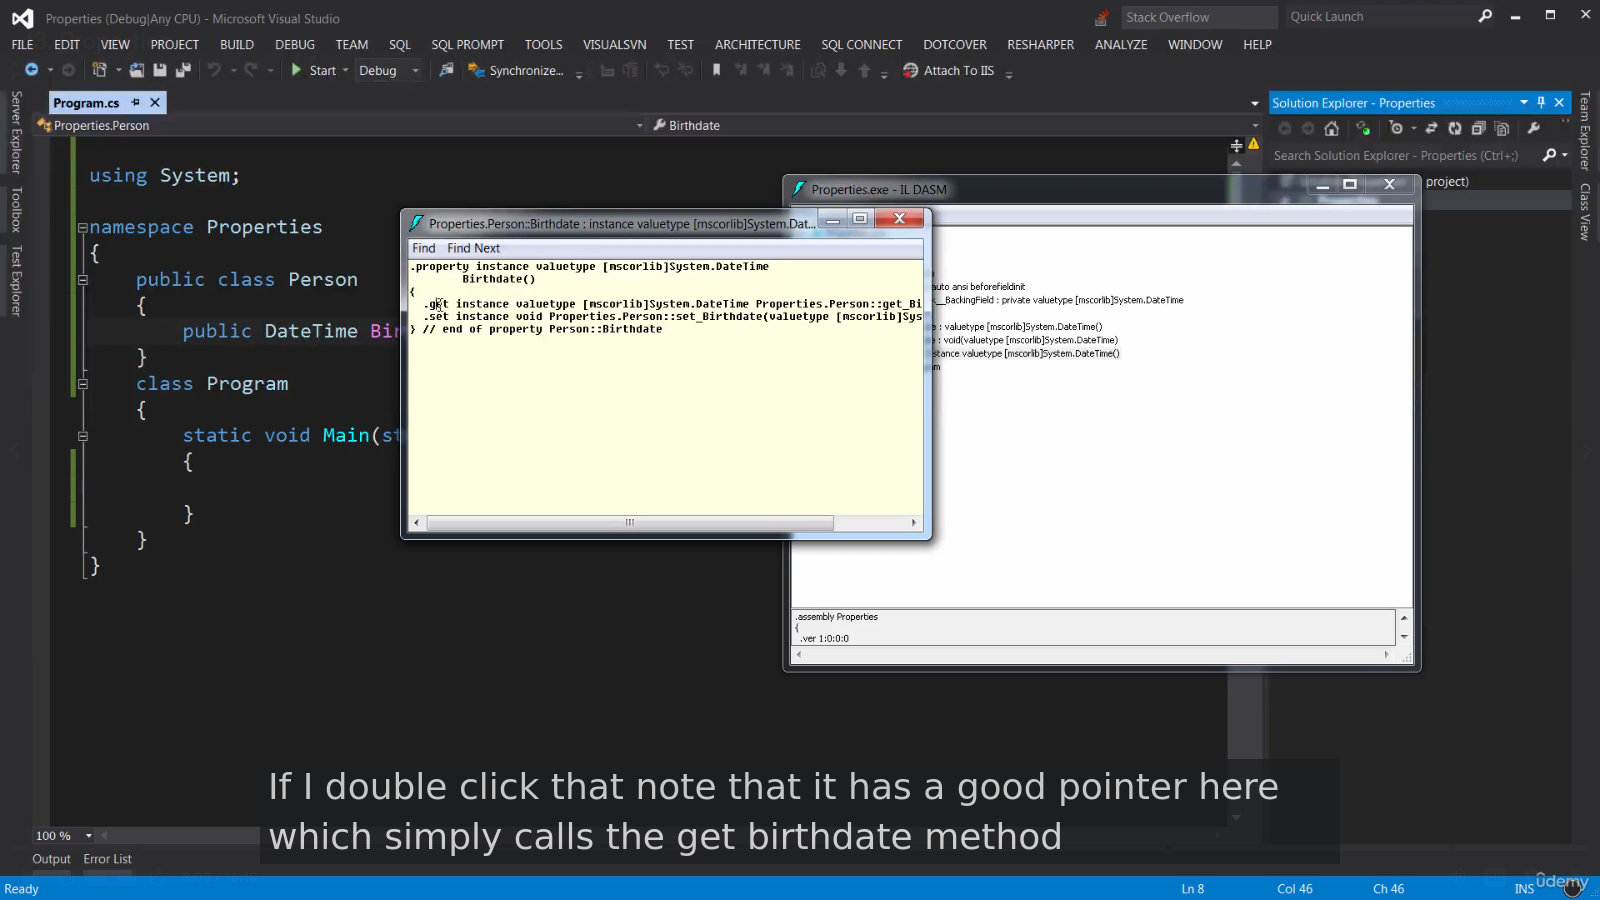 Properties (Debug|Any CPU) - Microsoft Visual Studio
Stack Overflow
Quick Launch
FILE EDIT VIEW PROJECT BUILD DEBUG TEAM SQL SQL PROMPT TOOLS VISUALSVN TEST ARCHITECTURE SQL CONNECT DOTCOVER RESHARPER ANALYZE WINDOW HELP
Start Debug Synchronize... Attach To IIS
Program.cs
Solution Explorer - Properties
Properties.Person
Birthdate
Search Solution Explorer - Properties (Ctrl+;)
project)
Server Explorer
Toolbox
Test Explorer
Team Explorer
Class View
using System;
namespace Properties
{
public class Person
{
public DateTime Bir
}
class Program
{
static void Main(st
{
}
}
}
Properties.exe - IL DASM
auto ansi beforefieldinit
k__BackingField : private valuetype [mscorlib]System.DateTime
: valuetype [mscorlib]System.DateTime()
: void(valuetype [mscorlib]System.DateTime)
stance valuetype [mscorlib]System.DateTime()
am
.assembly Properties
{
.ver 1:0:0:0
Properties.Person::Birthdate : instance valuetype [mscorlib]System.Dat...
Find Find Next
.property instance valuetype [mscorlib]System.DateTime
Birthdate()
{
.get instance valuetype [mscorlib]System.DateTime Properties.Person::get_Bi
.set instance void Properties.Person::set_Birthdate(valuetype [mscorlib]Sys
} // end of property Person::Birthdate
If I double click that note that it has a good pointer here
which simply calls the get birthdate method
100 %
Output Error List
Ready
Ln 8 Col 46 Ch 46 INS
udemy